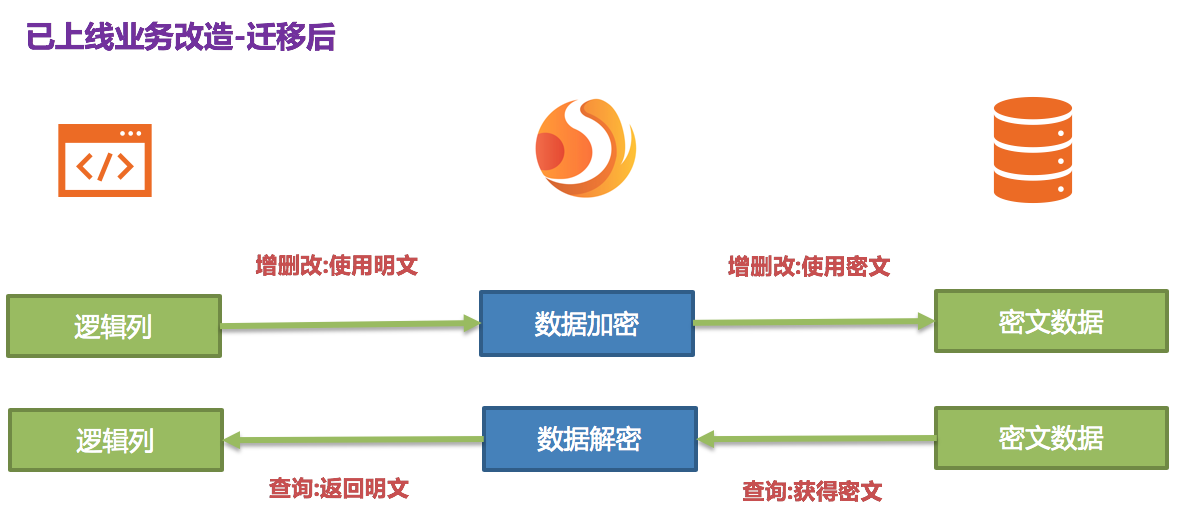 已上线业务改造-迁移后
</>
增删改:使用明文
增删改:使用密文
逻辑列
数据加密
密文数据
逻辑列
数据解密
密文数据
查询:返回明文
查询:获得密文